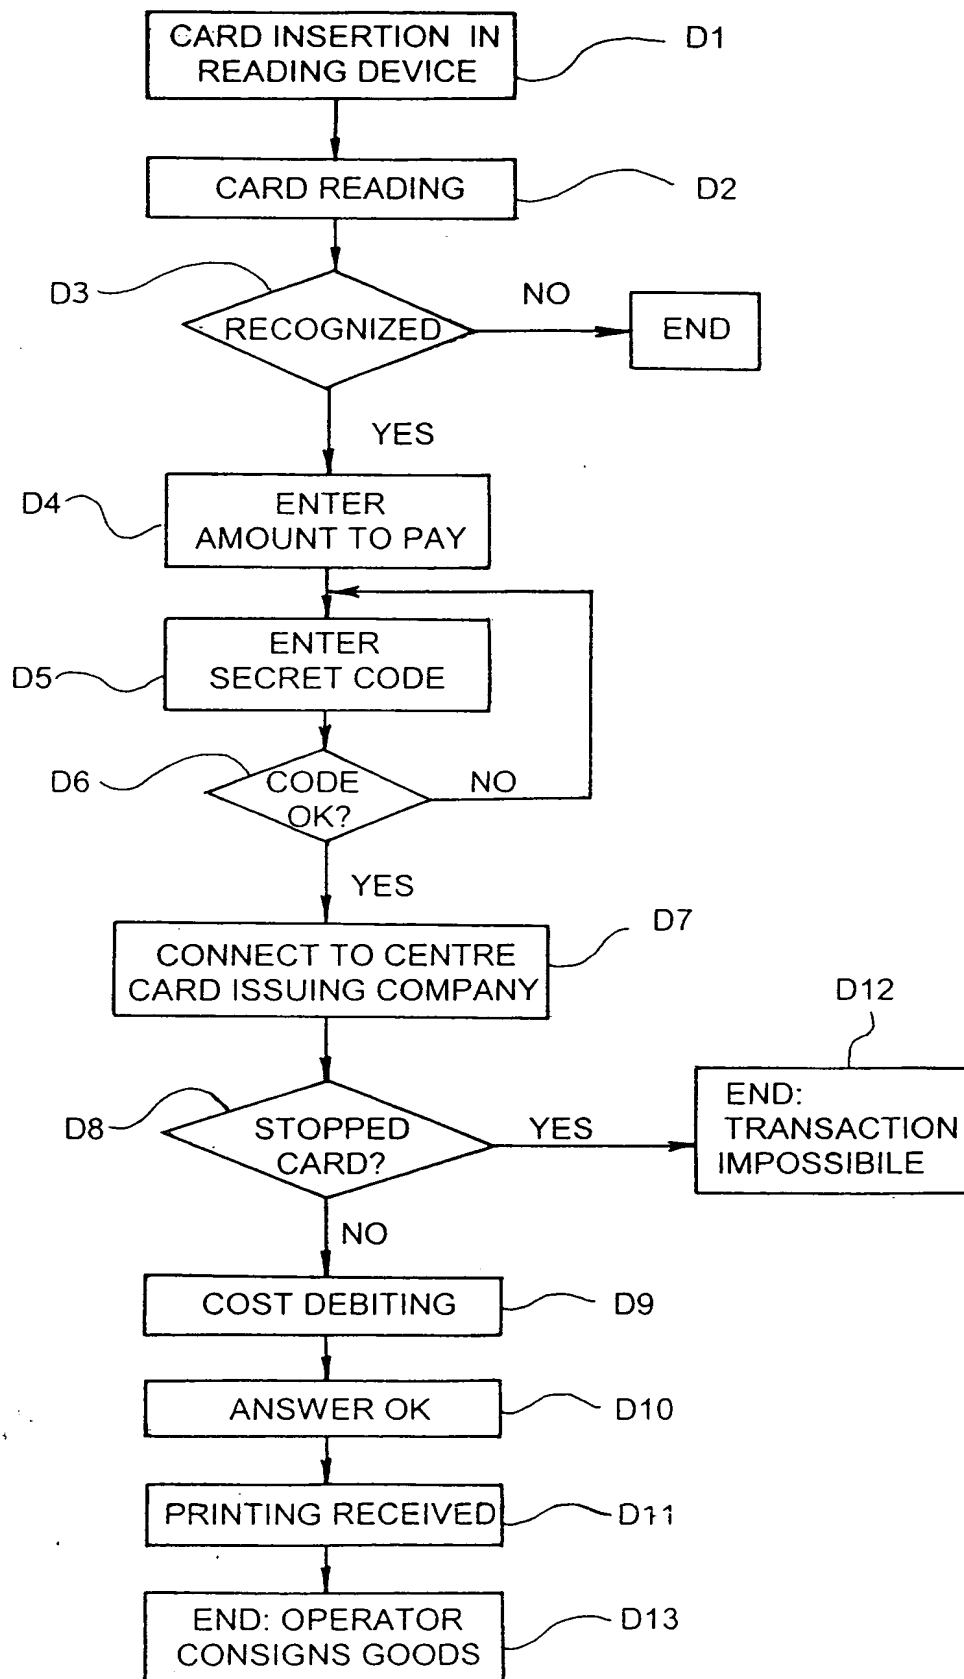 CARD INSERTION IN
READING DEVICE
D1
CARD READING
D2
D3
RECOGNIZED
NO
END
YES
D4
ENTER
AMOUNT TO PAY
D5
ENTER
SECRET CODE
D6
CODE
OK?
NO
YES
CONNECT TO CENTRE
CARD ISSUING COMPANY
D7
D12
END:
TRANSACTION
IMPOSSIBILE
D8
STOPPED
CARD?
YES
NO
COST DEBITING
D9
ANSWER OK
D10
PRINTING RECEIVED
D11
END: OPERATOR
CONSIGNS GOODS
D13